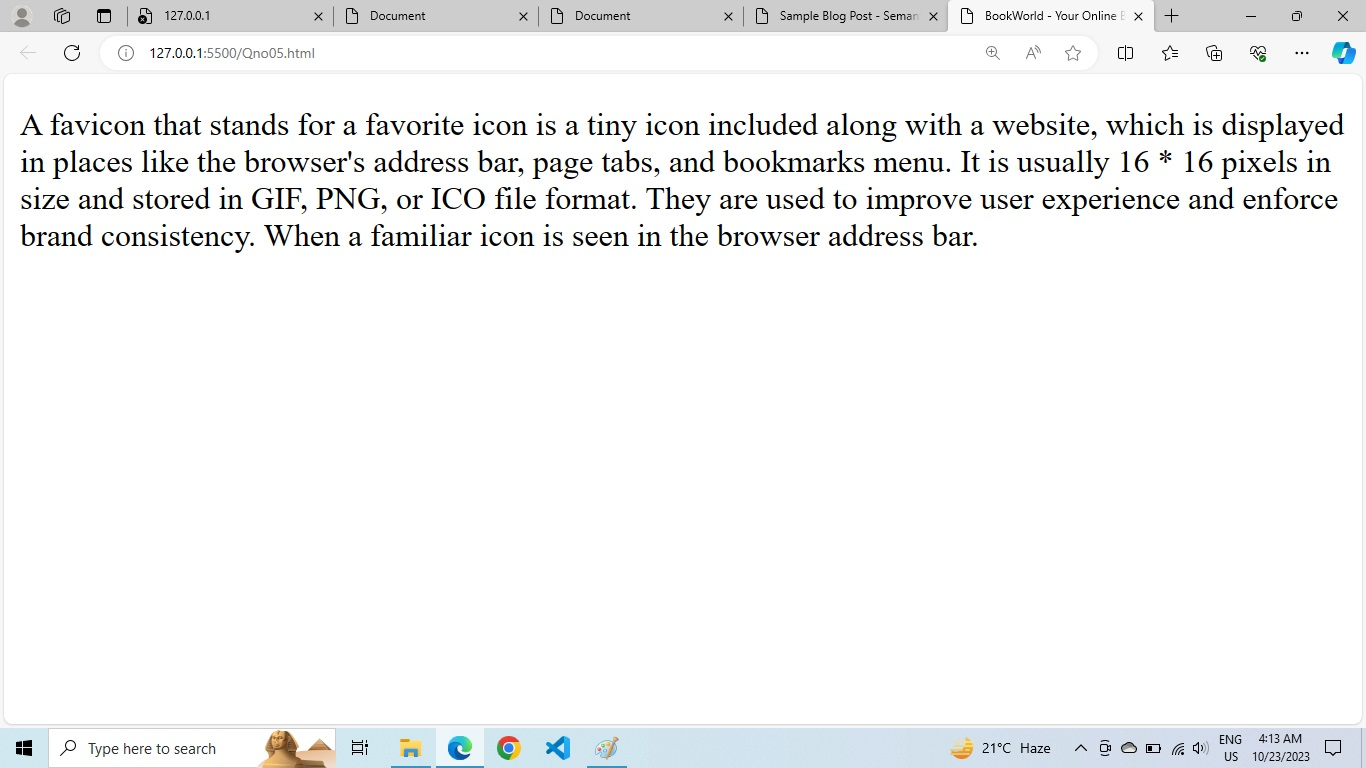 127.0.0.1
Document
Document
Sample Blog Post - Seman
BookWorld - Your Online
127.0.0.1:5500/Qno05.html
A favicon that stands for a favorite icon is a tiny icon included along with a website, which is displayed
in places like the browser's address bar, page tabs, and bookmarks menu. It is usually 16 * 16 pixels in
size and stored in GIF, PNG, or ICO file format. They are used to improve user experience and enforce
brand consistency. When a familiar icon is seen in the browser address bar.
Type here to search
21°C Haze
ENG
US
4:13 AM
10/23/2023